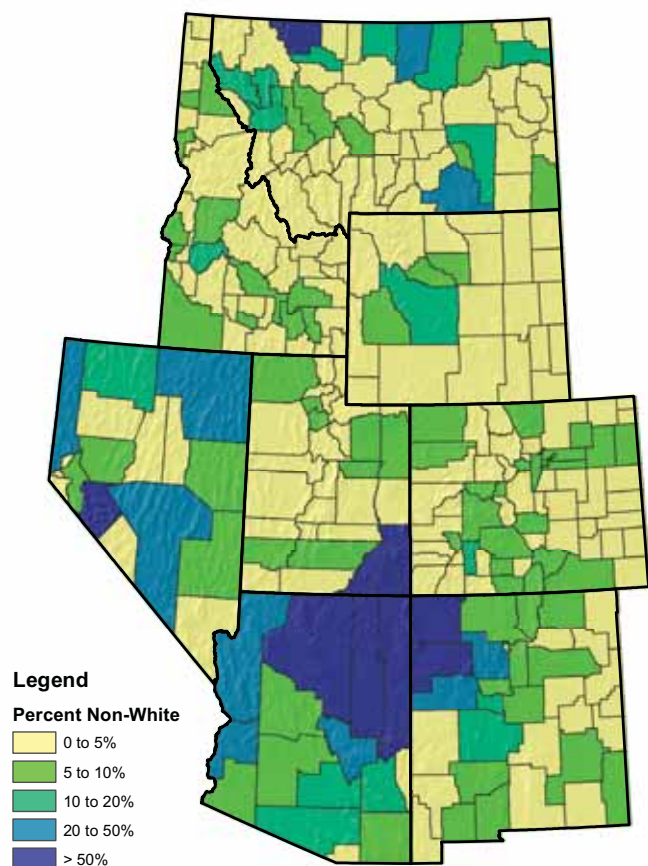 Legend
Percent Non-White
0 to 5%
5 to 10%
10 to 20%
20 to 50%
> 50%